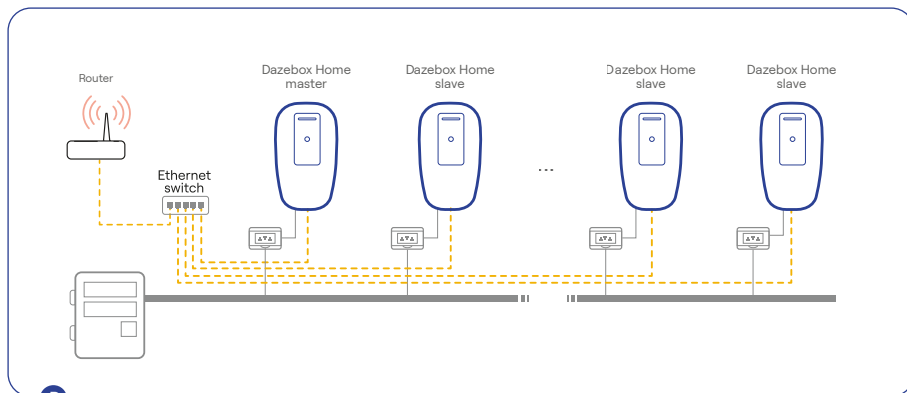 Router
Dazebox Home
master
Dazebox Home
slave
Dazebox Home
slave
Dazebox Home
slave
Ethernet
switch
...